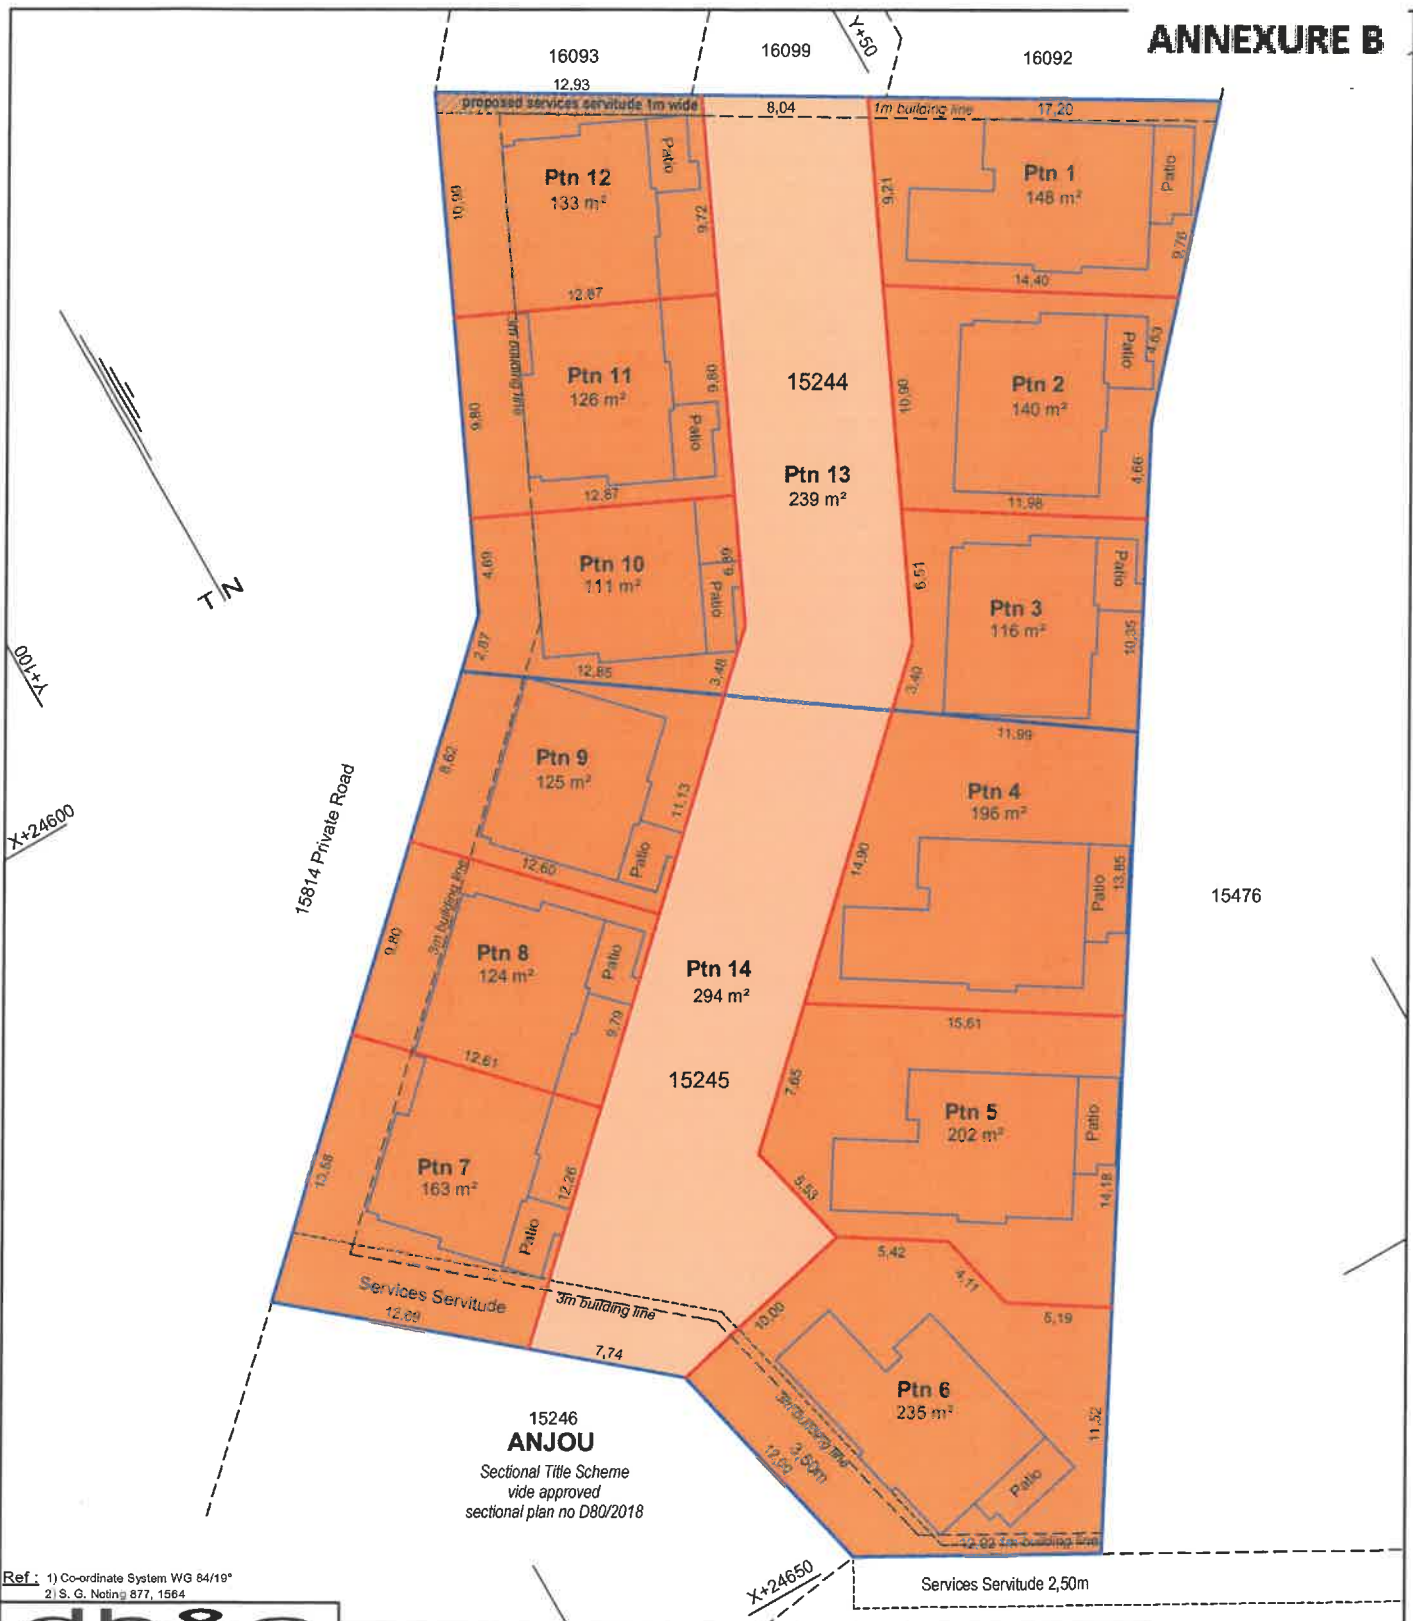 ANNEXURE B
16093
16099
Y+50
16092
12.93
proposed services servitude 1m wide
8,04
1m building line
17,20
Ptn 12
133 m²
Patio
10,99
9,72
12,87
Ptn 1
148 m²
Patio
9,21
9,76
14,40
Ptn 11
126 m²
Patio
3m building line
9,80
9,80
12,87
15244
Ptn 13
239 m²
Ptn 2
140 m²
Patio
4,63
10,90
4,66
11,98
Ptn 10
111 m²
Patio
4,69
6,89
2,87
12,85
3,48
Ptn 3
116 m²
Patio
6,51
10,35
3,40
11,99
T N
Y+100
X+24600
15814 Private Road
Ptn 9
125 m²
Patio
8,62
11,13
12,60
Ptn 4
196 m²
Patio
14,90
13,85
15,61
15476
Ptn 8
124 m²
Patio
3m building line
9,80
9,79
12,61
Ptn 14
294 m²
15245
Ptn 5
202 m²
Patio
7,65
5,53
14,18
5,42
4,11
5,19
Ptn 7
163 m²
Patio
13,58
12,26
Services Servitude
12,69
3m building line
7,74
10,00
Ptn 6
235 m²
Patio
3m building line
3,50m
12,00
11,52
12,92 1m building line
15246
ANJOU
Sectional Title Scheme
vide approved
sectional plan no D80/2018
X+24650
Services Servitude 2,50m
Ref : 1) Co-ordinate System WG 84/19°
2) S. G. Noting 877, 1564